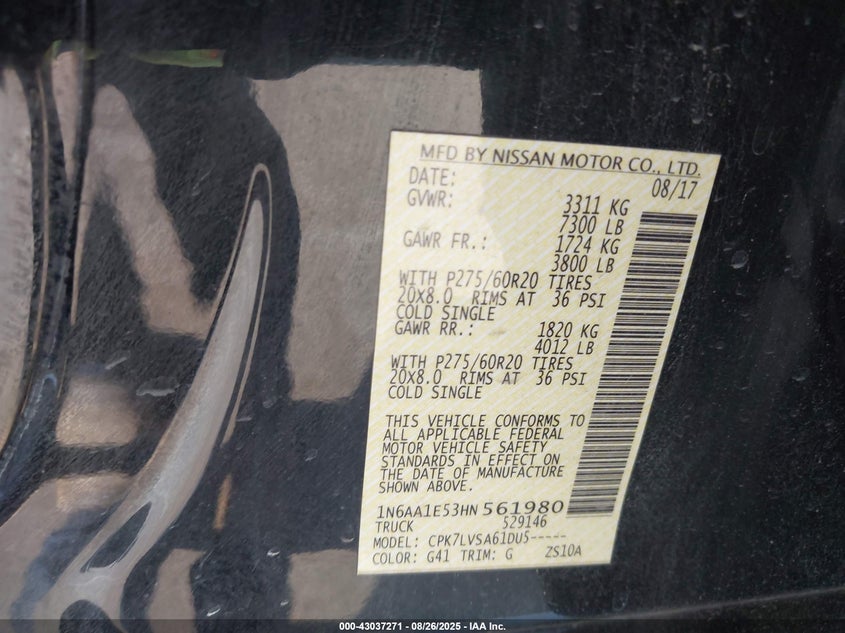 MFD BY NISSAN MOTOR CO., LTD.
DATE: 08/17
GVWR: 3311 KG
7300 LB
GAWR FR.: 1724 KG
3800 LB
WITH P275/60R20 TIRES
20X8.0 RIMS AT 36 PSI
COLD SINGLE
GAWR RR.: 1820 KG
4012 LB
WITH P275/60R20 TIRES
20X8.0 RIMS AT 36 PSI
COLD SINGLE
THIS VEHICLE CONFORMS TO
ALL APPLICABLE FEDERAL
MOTOR VEHICLE SAFETY
STANDARDS IN EFFECT ON
THE DATE OF MANUFACTURE
SHOWN ABOVE.
1N6AA1E53HN561980
TRUCK 529146
MODEL: CPK7LVSA61DU5-----
COLOR: G41 TRIM: G ZS10A
000-43037271 - 08/26/2025 - IAA Inc.